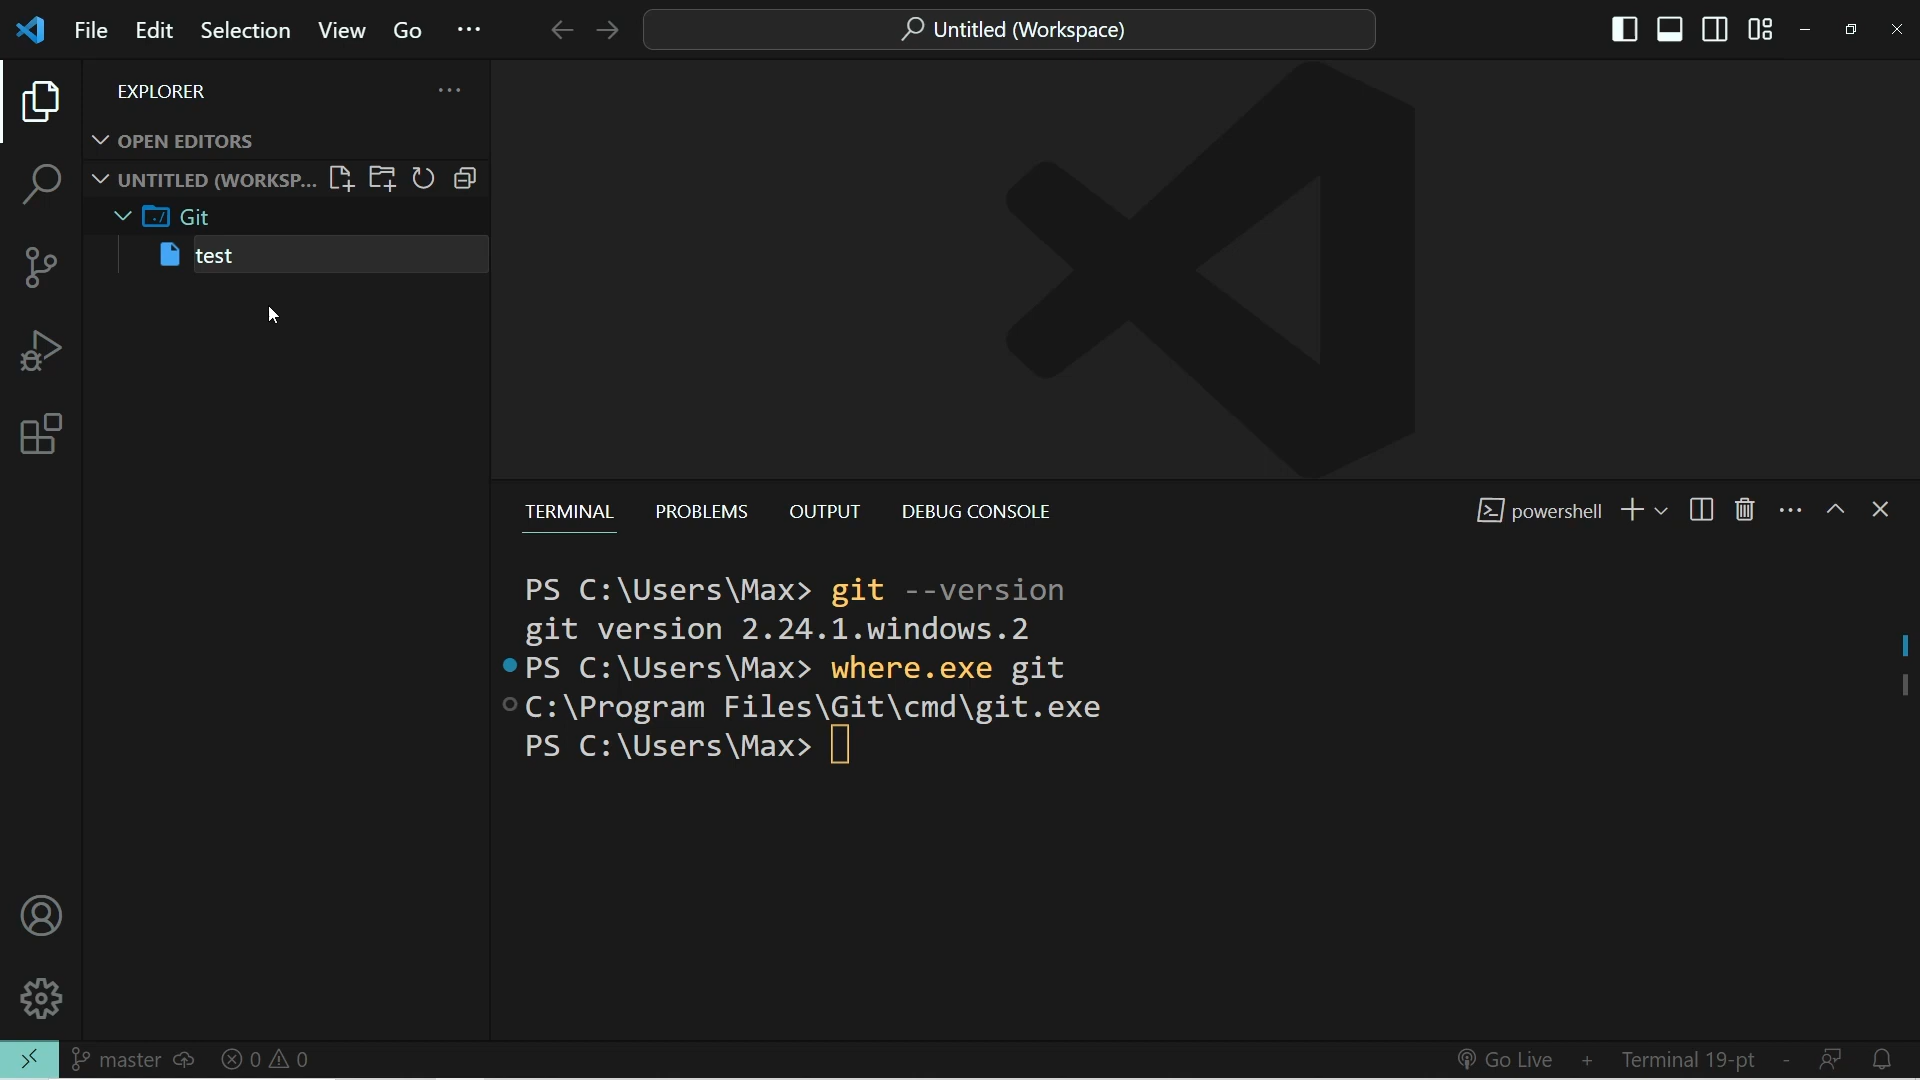 File Edit Selection View Go ···
Untitled (Workspace)
EXPLORER ···
OPEN EDITORS
UNTITLED (WORKSP...
Git
test
TERMINAL PROBLEMS OUTPUT DEBUG CONSOLE
powershell
PS C:\Users\Max> git --version
git version 2.24.1.windows.2
PS C:\Users\Max> where.exe git
C:\Program Files\Git\cmd\git.exe
PS C:\Users\Max>
master 0 0
Go Live + Terminal 19-pt -